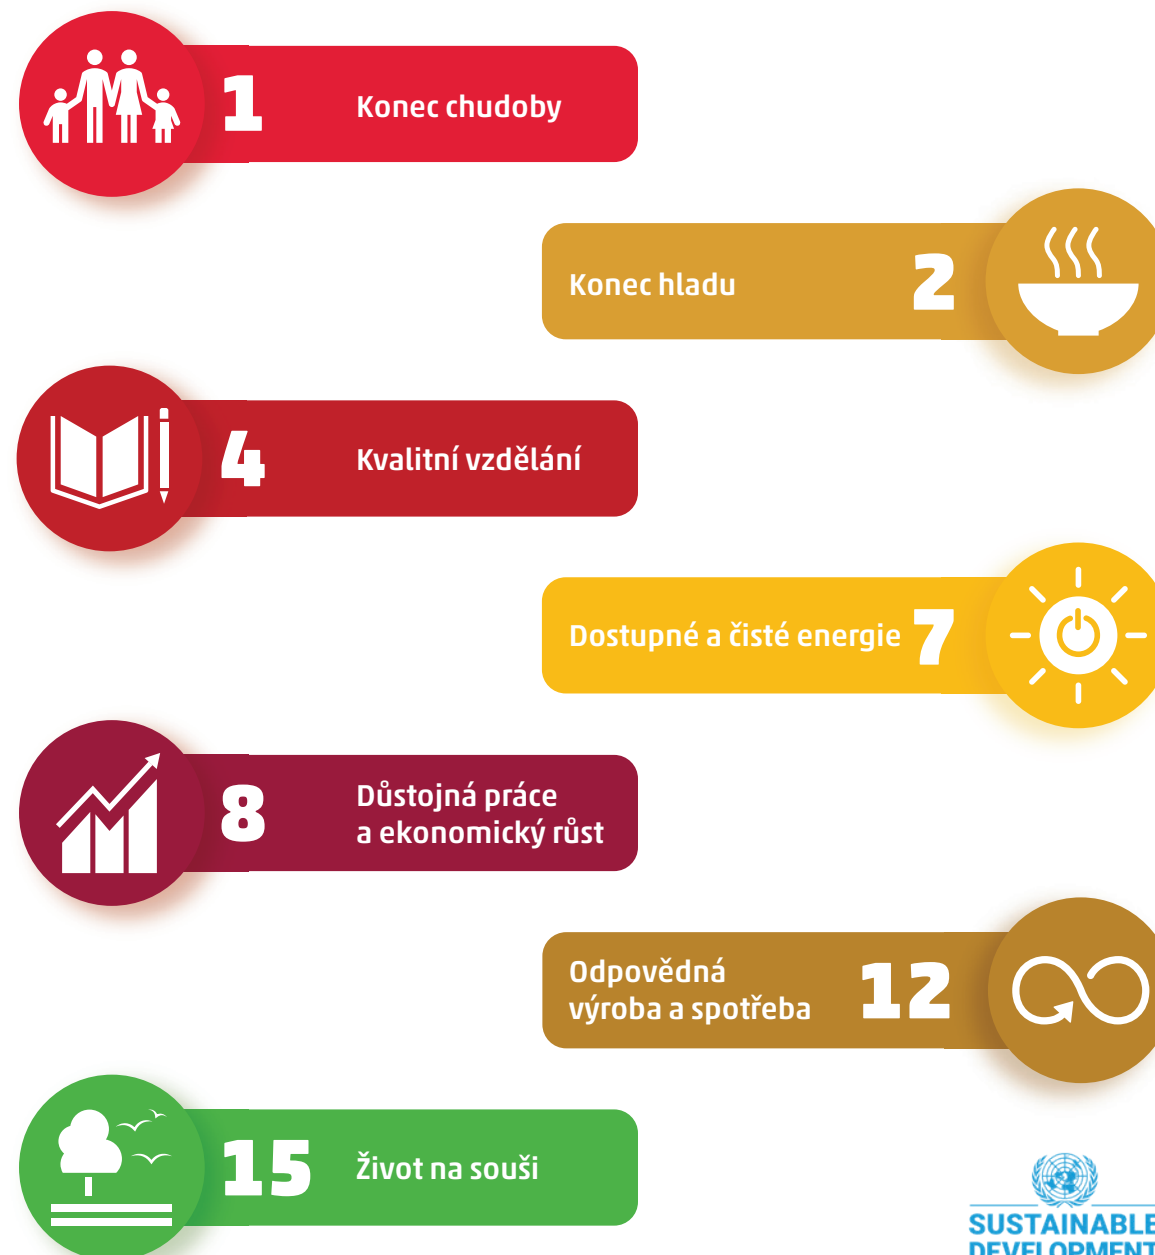 1 Konec chudoby
Konec hladu 2
4 Kvalitní vzdělání
Dostupné a čisté energie 7
8 Důstojná práce
a ekonomický růst
Odpovědná
výroba a spotřeba 12
15 Život na souši
SUSTAINABLE
DEVELOPMENT